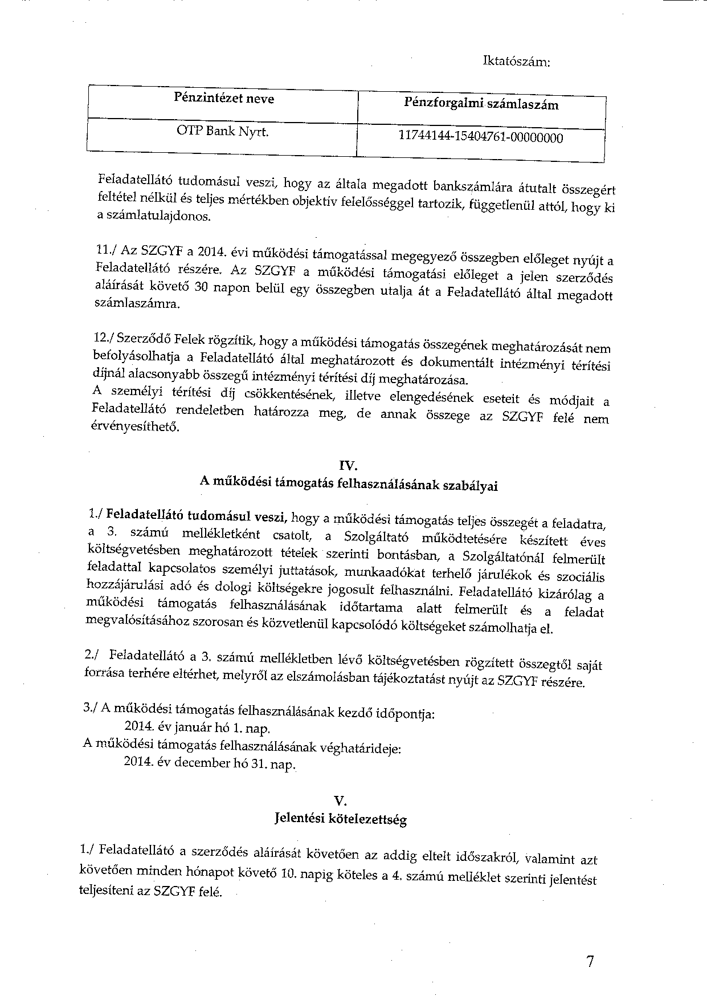 Iktatószám:
Pénzintézet neve
Pénzforgalmi számlaszám
OTP Bank Nyrt.
11744144-15404761-00000000
Feladatellátó tudomásul veszi, hogy az általa megadott bankszámlára átutalt összegért
feltétel nélkül és teljes mértékben objektív felelősséggel tartozik, függetlenül attól, hogy ki
a számlatulajdonos.
11./ Az SZGYF a 2014. évi működési támogatással megegyező összegben előleget nyújt a
Feladatellátó részére. Az SZGYF a működési támogatási előleget a jelen szerződés
aláírását követő 30 napon belül egy összegben utalja át a Feladatellátó által megadott
számlaszámra.
12./ Szerződő Felek rögzítik, hogy a működési támogatás összegének meghatározását nem
befolyásolhatja a Feladatellátó által meghatározott és dokumentált intézményi térítési
díjnál alacsonyabb összegű intézményi térítési díj meghatározása.
A személyi térítési díj csökkentésének, illetve elengedésének eseteit és módjait a
Feladatellátó rendeletben határozza meg, de annak összege az SZGYF felé nem
érvényesíthető.
IV.
A működési támogatás felhasználásának szabályai
1./ Feladatellátó tudomásul veszi, hogy a működési támogatás teljes összegét a feladatra,
a 3. számú mellékletként csatolt, a Szolgáltató működtetésére készített éves
költségvetésben meghatározott tételek szerinti bontásban, a Szolgáltatónál felmerült
feladattal kapcsolatos személyi juttatások, munkaadókat terhelő járulékok és szociális
hozzájárulási adó és dologi költségekre jogosult felhasználni. Feladatellátó kizárólag a
működési támogatás felhasználásának időtartama alatt felmerült és a feladat
megvalósításához szorosan és közvetlenül kapcsolódó költségeket számolhatja el.
2./ Feladatellátó a 3. számú mellékletben lévő költségvetésben rögzített összegtől saját
forrása terhére eltérhet, melyről az elszámolásban tájékoztatást nyújt az SZGYF részére.
3./ A működési támogatás felhasználásának kezdő időpontja:
2014. év január hó 1. nap.
A működési támogatás felhasználásának véghatárideje:
2014. év december hó 31. nap.
V.
Jelentési kötelezettség
1./ Feladatellátó a szerződés aláírását követően az addig eltelt időszakról, valamint azt
követően minden hónapot követő 10. napig köteles a 4. számú melléklet szerinti jelentést
teljesíteni az SZGYF felé.
7